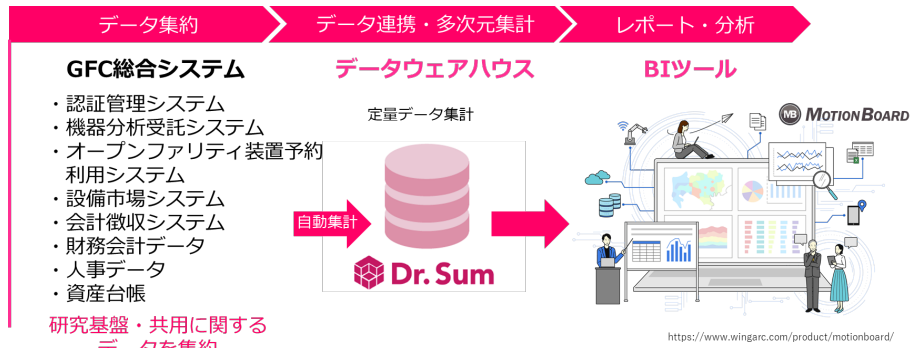 データ集約
データ連携・多次元集計
レポート・分析
GFC総合システム
データウェアハウス
BIツール
・認証管理システム
・機器分析受託システム
・オープンファリティ装置予約
利用システム
・設備市場システム
・会計徴収システム
・財務会計データ
・人事データ
・資産台帳
研究基盤・共用に関する
データを集約
定量データ集計
自動集計
Dr.Sum
MB MOTIONBOARD
https://www.wingarc.com/product/motionboard/